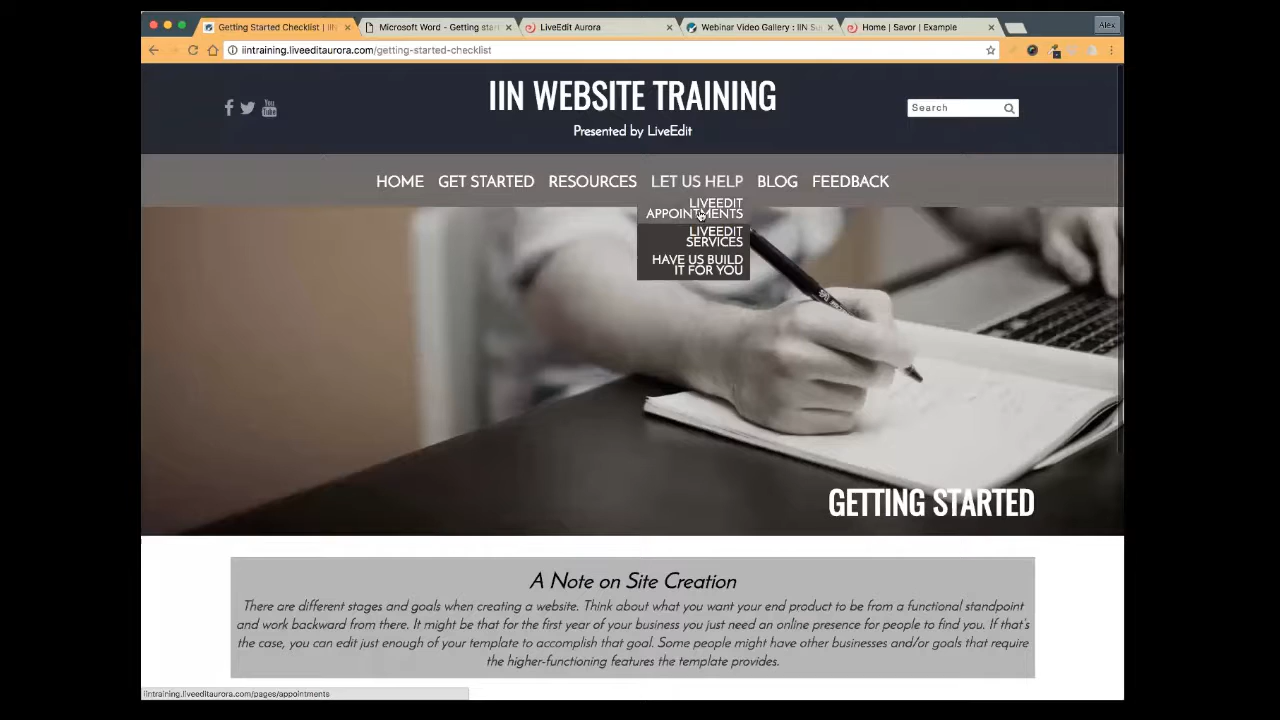 Getting Started Checklist | IIN
Microsoft Word - Getting star
LiveEdit Aurora
Webinar Video Gallery : IIN Su
Home | Savor | Example
Alex
iintraining.liveeditaurora.com/getting-started-checklist
IIN WEBSITE TRAINING
Presented by LiveEdit
You
Tube
Search
HOME GET STARTED RESOURCES LET US HELP BLOG FEEDBACK
LIVEEDIT
APPOINTMENTS
LIVEEDIT
SERVICES
HAVE US BUILD
IT FOR YOU
GETTING STARTED
A Note on Site Creation
There are different stages and goals when creating a website. Think about what you want your end product to be from a functional standpoint
and work backward from there. It might be that for the first year of your business you just need an online presence for people to find you. If that's
the case, you can edit just enough of your template to accomplish that goal. Some people might have other businesses and/or goals that require
the higher-functioning features the template provides.
iintraining.liveeditaurora.com/pages/appointments